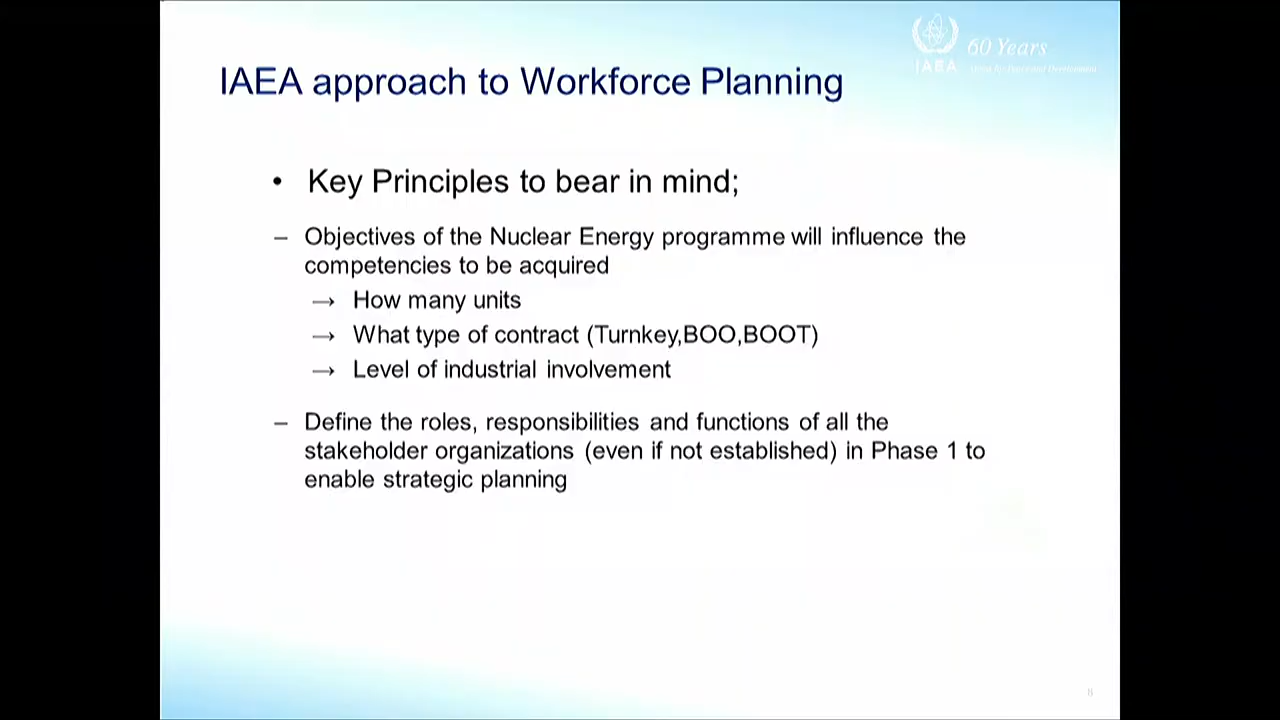 60 Years
IAEA
IAEA approach to Workforce Planning
• Key Principles to bear in mind;
– Objectives of the Nuclear Energy programme will influence the
competencies to be acquired
→ How many units
→ What type of contract (Turnkey,BOO,BOOT)
→ Level of industrial involvement
– Define the roles, responsibilities and functions of all the
stakeholder organizations (even if not established) in Phase 1 to
enable strategic planning
8